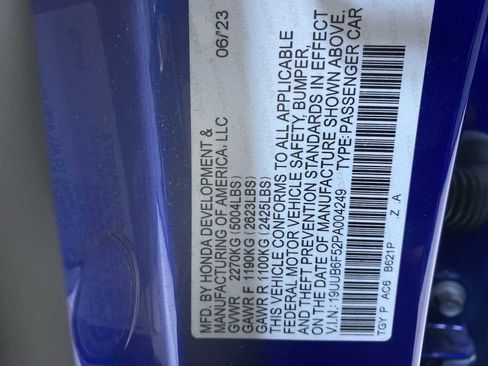 MFD. BY HONDA DEVELOPMENT & 06/23
MANUFACTURING OF AMERICA, LLC
GVWR 2270KG (5004LBS)
GAWR F 1190KG (2623LBS)
GAWR R 1100KG (2425LBS)
THIS VEHICLE CONFORMS TO ALL APPLICABLE
FEDERAL MOTOR VEHICLE SAFETY, BUMPER,
AND THEFT PREVENTION STANDARDS IN EFFECT
ON THE DATE OF MANUFACTURE SHOWN ABOVE.
V.I.N.: 19UUB6F52PA004249 TYPE: PASSENGER CAR
TGY P AC6 B621P Z A